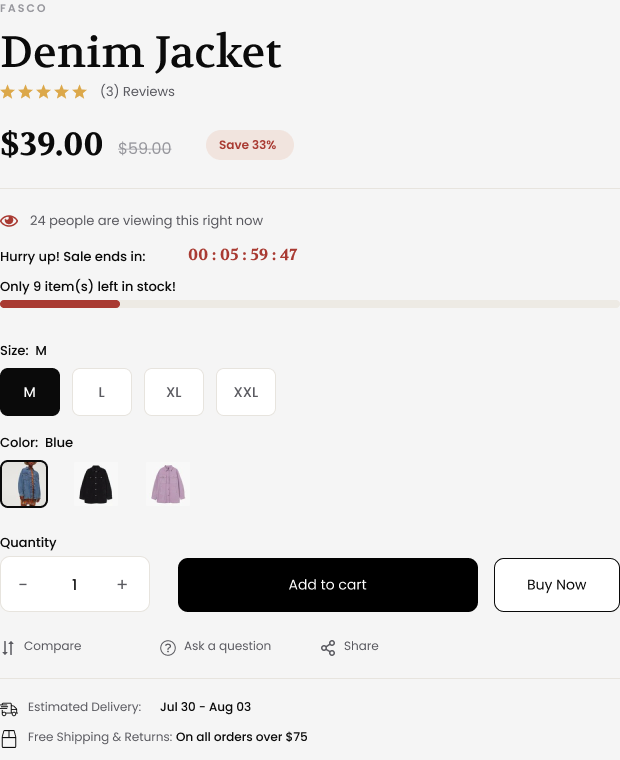 FASCO
Denim Jacket
(3) Reviews
$39.00 $59.00 Save 33%
24 people are viewing this right now
Hurry up! Sale ends in: 00 : 05 : 59 : 47
Only 9 item(s) left in stock!
Size: M
M L XL XXL
Color: Blue
Quantity
- 1 + Add to cart Buy Now
Compare Ask a question Share
Estimated Delivery: Jul 30 - Aug 03
Free Shipping & Returns: On all orders over $75